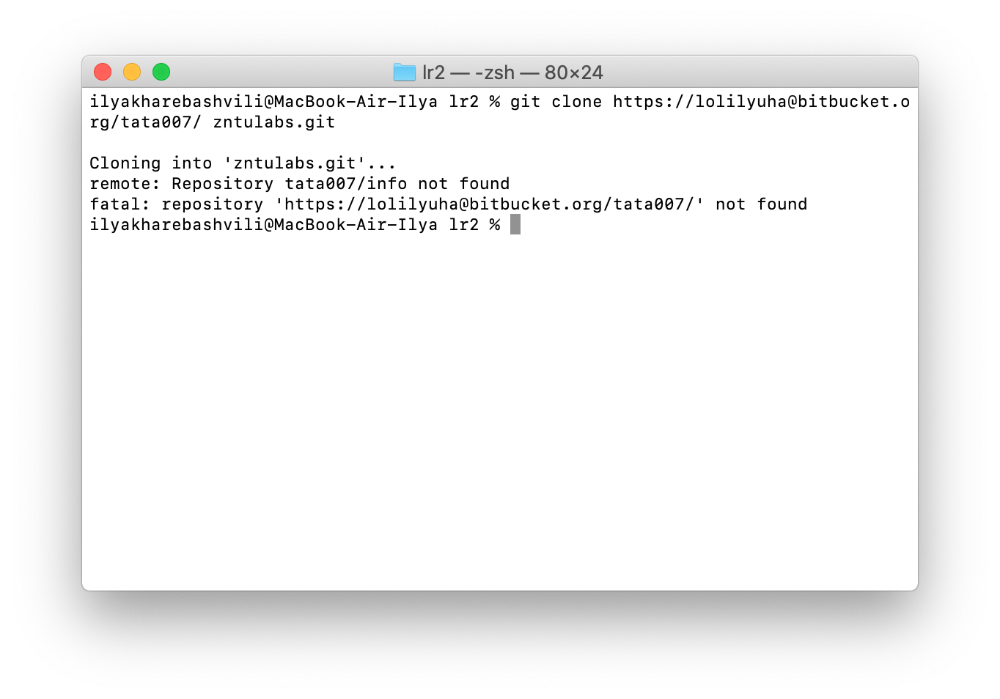 lr2 — -zsh — 80×24
ilyakharebashvili@MacBook-Air-Ilya lr2 % git clone https://lolilyuha@bitbucket.o
rg/tata007/ zntulabs.git
Cloning into 'zntulabs.git'...
remote: Repository tata007/info not found
fatal: repository 'https://lolilyuha@bitbucket.org/tata007/' not found
ilyakharebashvili@MacBook-Air-Ilya lr2 %